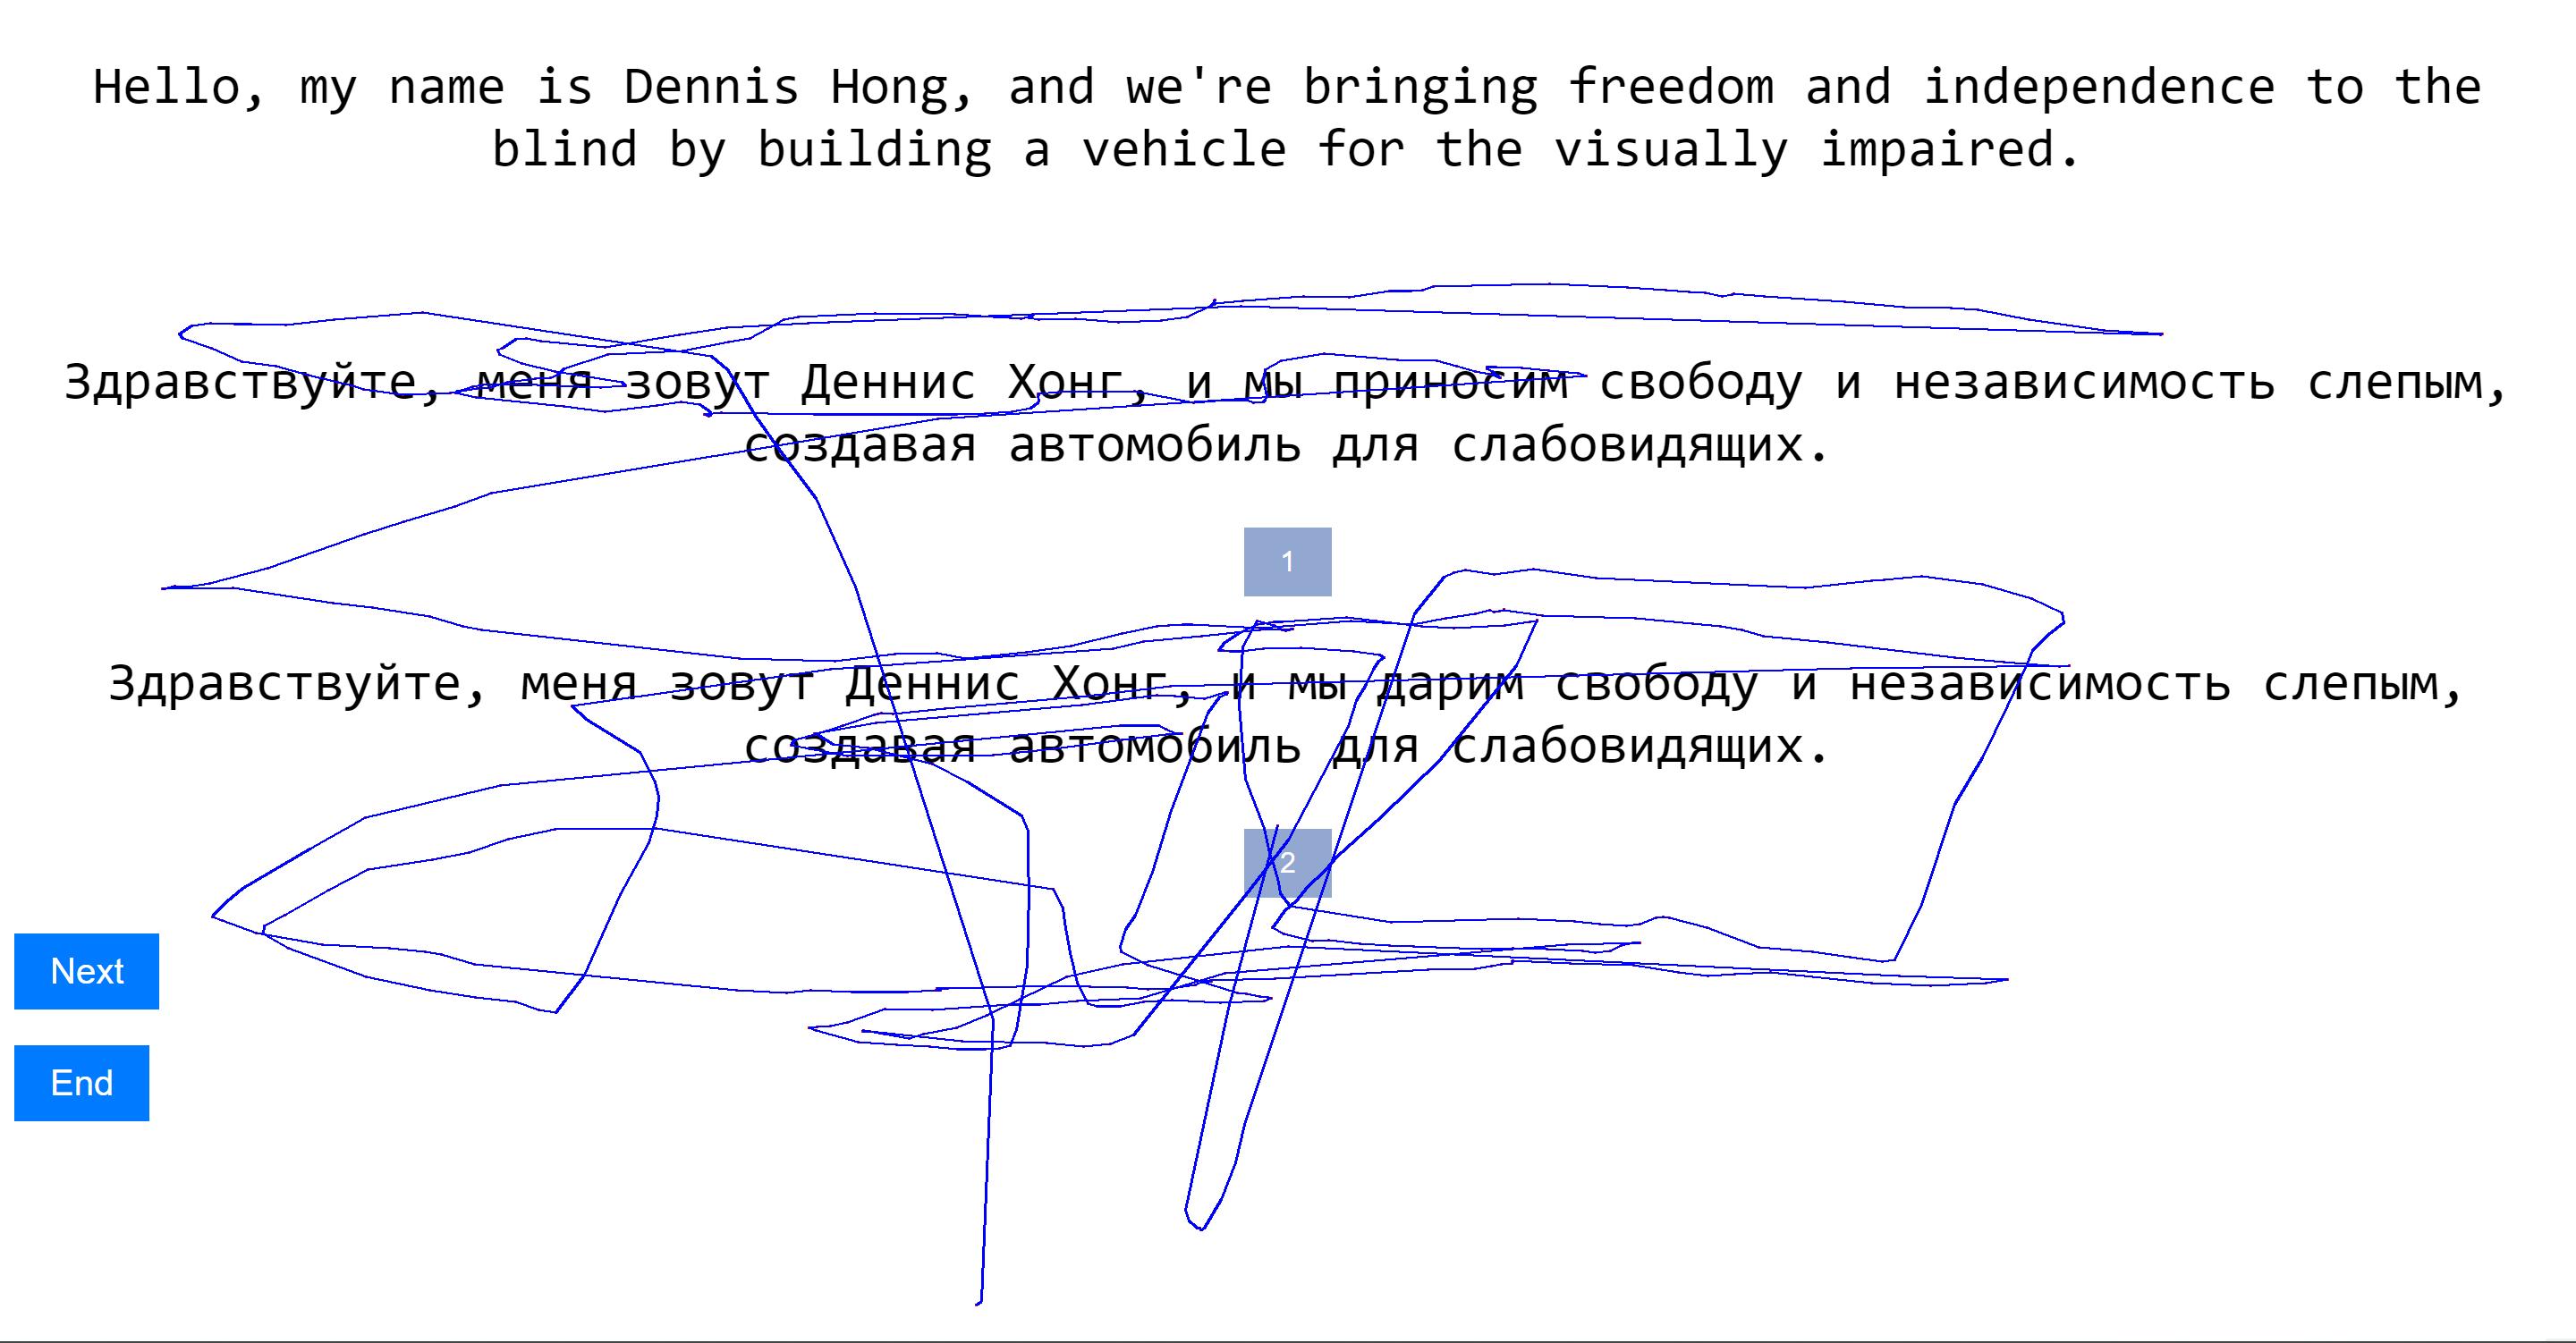 Hello, my name is Dennis Hong, and we're bringing freedom and independence to the
blind by building a vehicle for the visually impaired.
Здравствуйте, меня зовут Деннис Хонг, и мы приносим свободу и независимость слепым,
создавая автомобиль для слабовидящих.
1
Здравствуйте, меня зовут Деннис Хонг, и мы дарим свободу и независимость слепым,
создавая автомобиль для слабовидящих.
2
Next
End